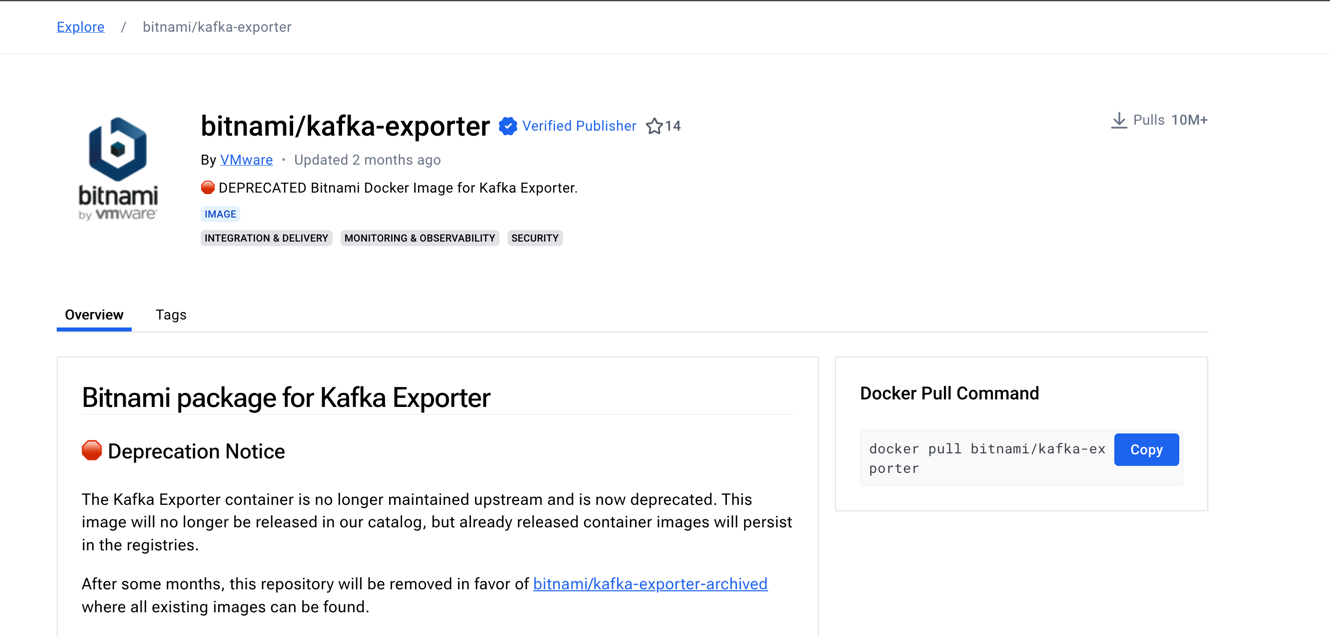 Explore / bitnami/kafka-exporter
bitnami/kafka-exporter Verified Publisher 14
Pulls 10M+
By VMware • Updated 2 months ago
DEPRECATED Bitnami Docker Image for Kafka Exporter.
IMAGE
INTEGRATION & DELIVERY MONITORING & OBSERVABILITY SECURITY
bitnami
by vmware®
Overview Tags
Bitnami package for Kafka Exporter
Deprecation Notice
The Kafka Exporter container is no longer maintained upstream and is now deprecated. This
image will no longer be released in our catalog, but already released container images will persist
in the registries.
After some months, this repository will be removed in favor of bitnami/kafka-exporter-archived
where all existing images can be found.
Docker Pull Command
docker pull bitnami/kafka-ex
porter
Copy